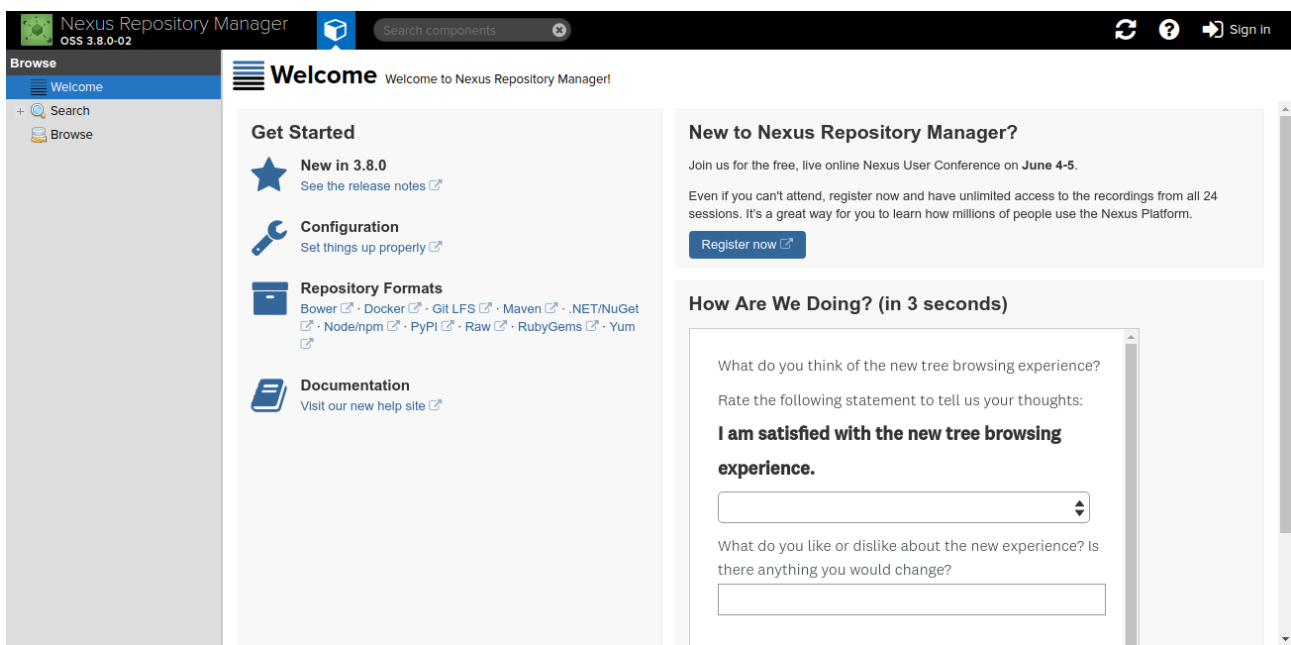 Nexus Repository Manager
OSS 3.8.0-02
Search components
Sign in
Browse
Welcome
Search
Browse
Welcome Welcome to Nexus Repository Manager!
Get Started
New in 3.8.0
See the release notes
Configuration
Set things up properly
Repository Formats
Bower · Docker · Git LFS · Maven · .NET/NuGet
· Node/npm · PyPI · Raw · RubyGems · Yum
Documentation
Visit our new help site
New to Nexus Repository Manager?
Join us for the free, live online Nexus User Conference on June 4-5.
Even if you can't attend, register now and have unlimited access to the recordings from all 24
sessions. It's a great way for you to learn how millions of people use the Nexus Platform.
Register now
How Are We Doing? (in 3 seconds)
What do you think of the new tree browsing experience?
Rate the following statement to tell us your thoughts:
I am satisfied with the new tree browsing
experience.
What do you like or dislike about the new experience? Is
there anything you would change?